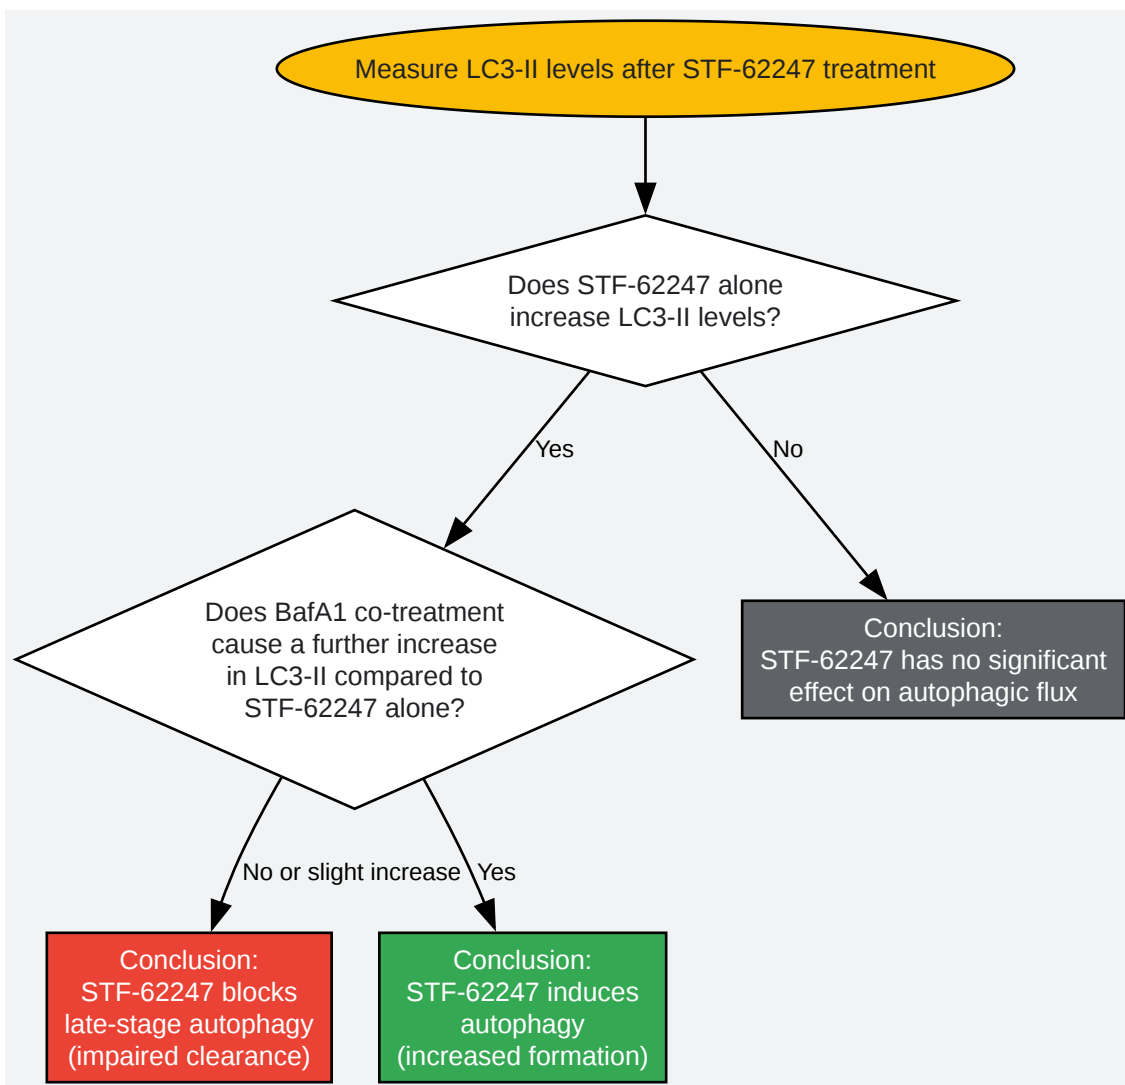 Measure LC3-II levels after STF-62247 treatment
Does STF-62247 alone
increase LC3-II levels?
Yes
No
Does BafA1 co-treatment
cause a further increase
in LC3-II compared to
STF-62247 alone?
Conclusion:
STF-62247 has no significant
effect on autophagic flux
No or slight increase
Yes
Conclusion:
STF-62247 blocks
late-stage autophagy
(impaired clearance)
Conclusion:
STF-62247 induces
autophagy
(increased formation)